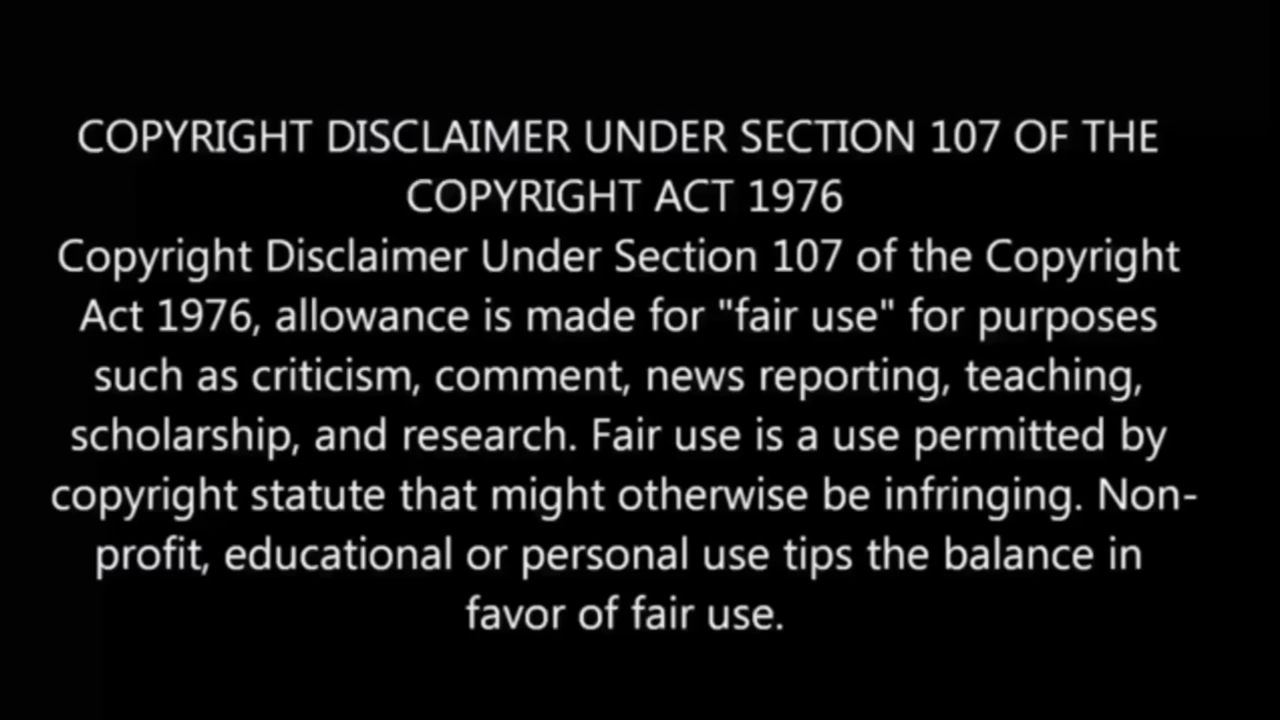 COPYRIGHT DISCLAIMER UNDER SECTION 107 OF THE
COPYRIGHT ACT 1976
Copyright Disclaimer Under Section 107 of the Copyright
Act 1976, allowance is made for "fair use" for purposes
such as criticism, comment, news reporting, teaching,
scholarship, and research. Fair use is a use permitted by
copyright statute that might otherwise be infringing. Non-
profit, educational or personal use tips the balance in
favor of fair use.